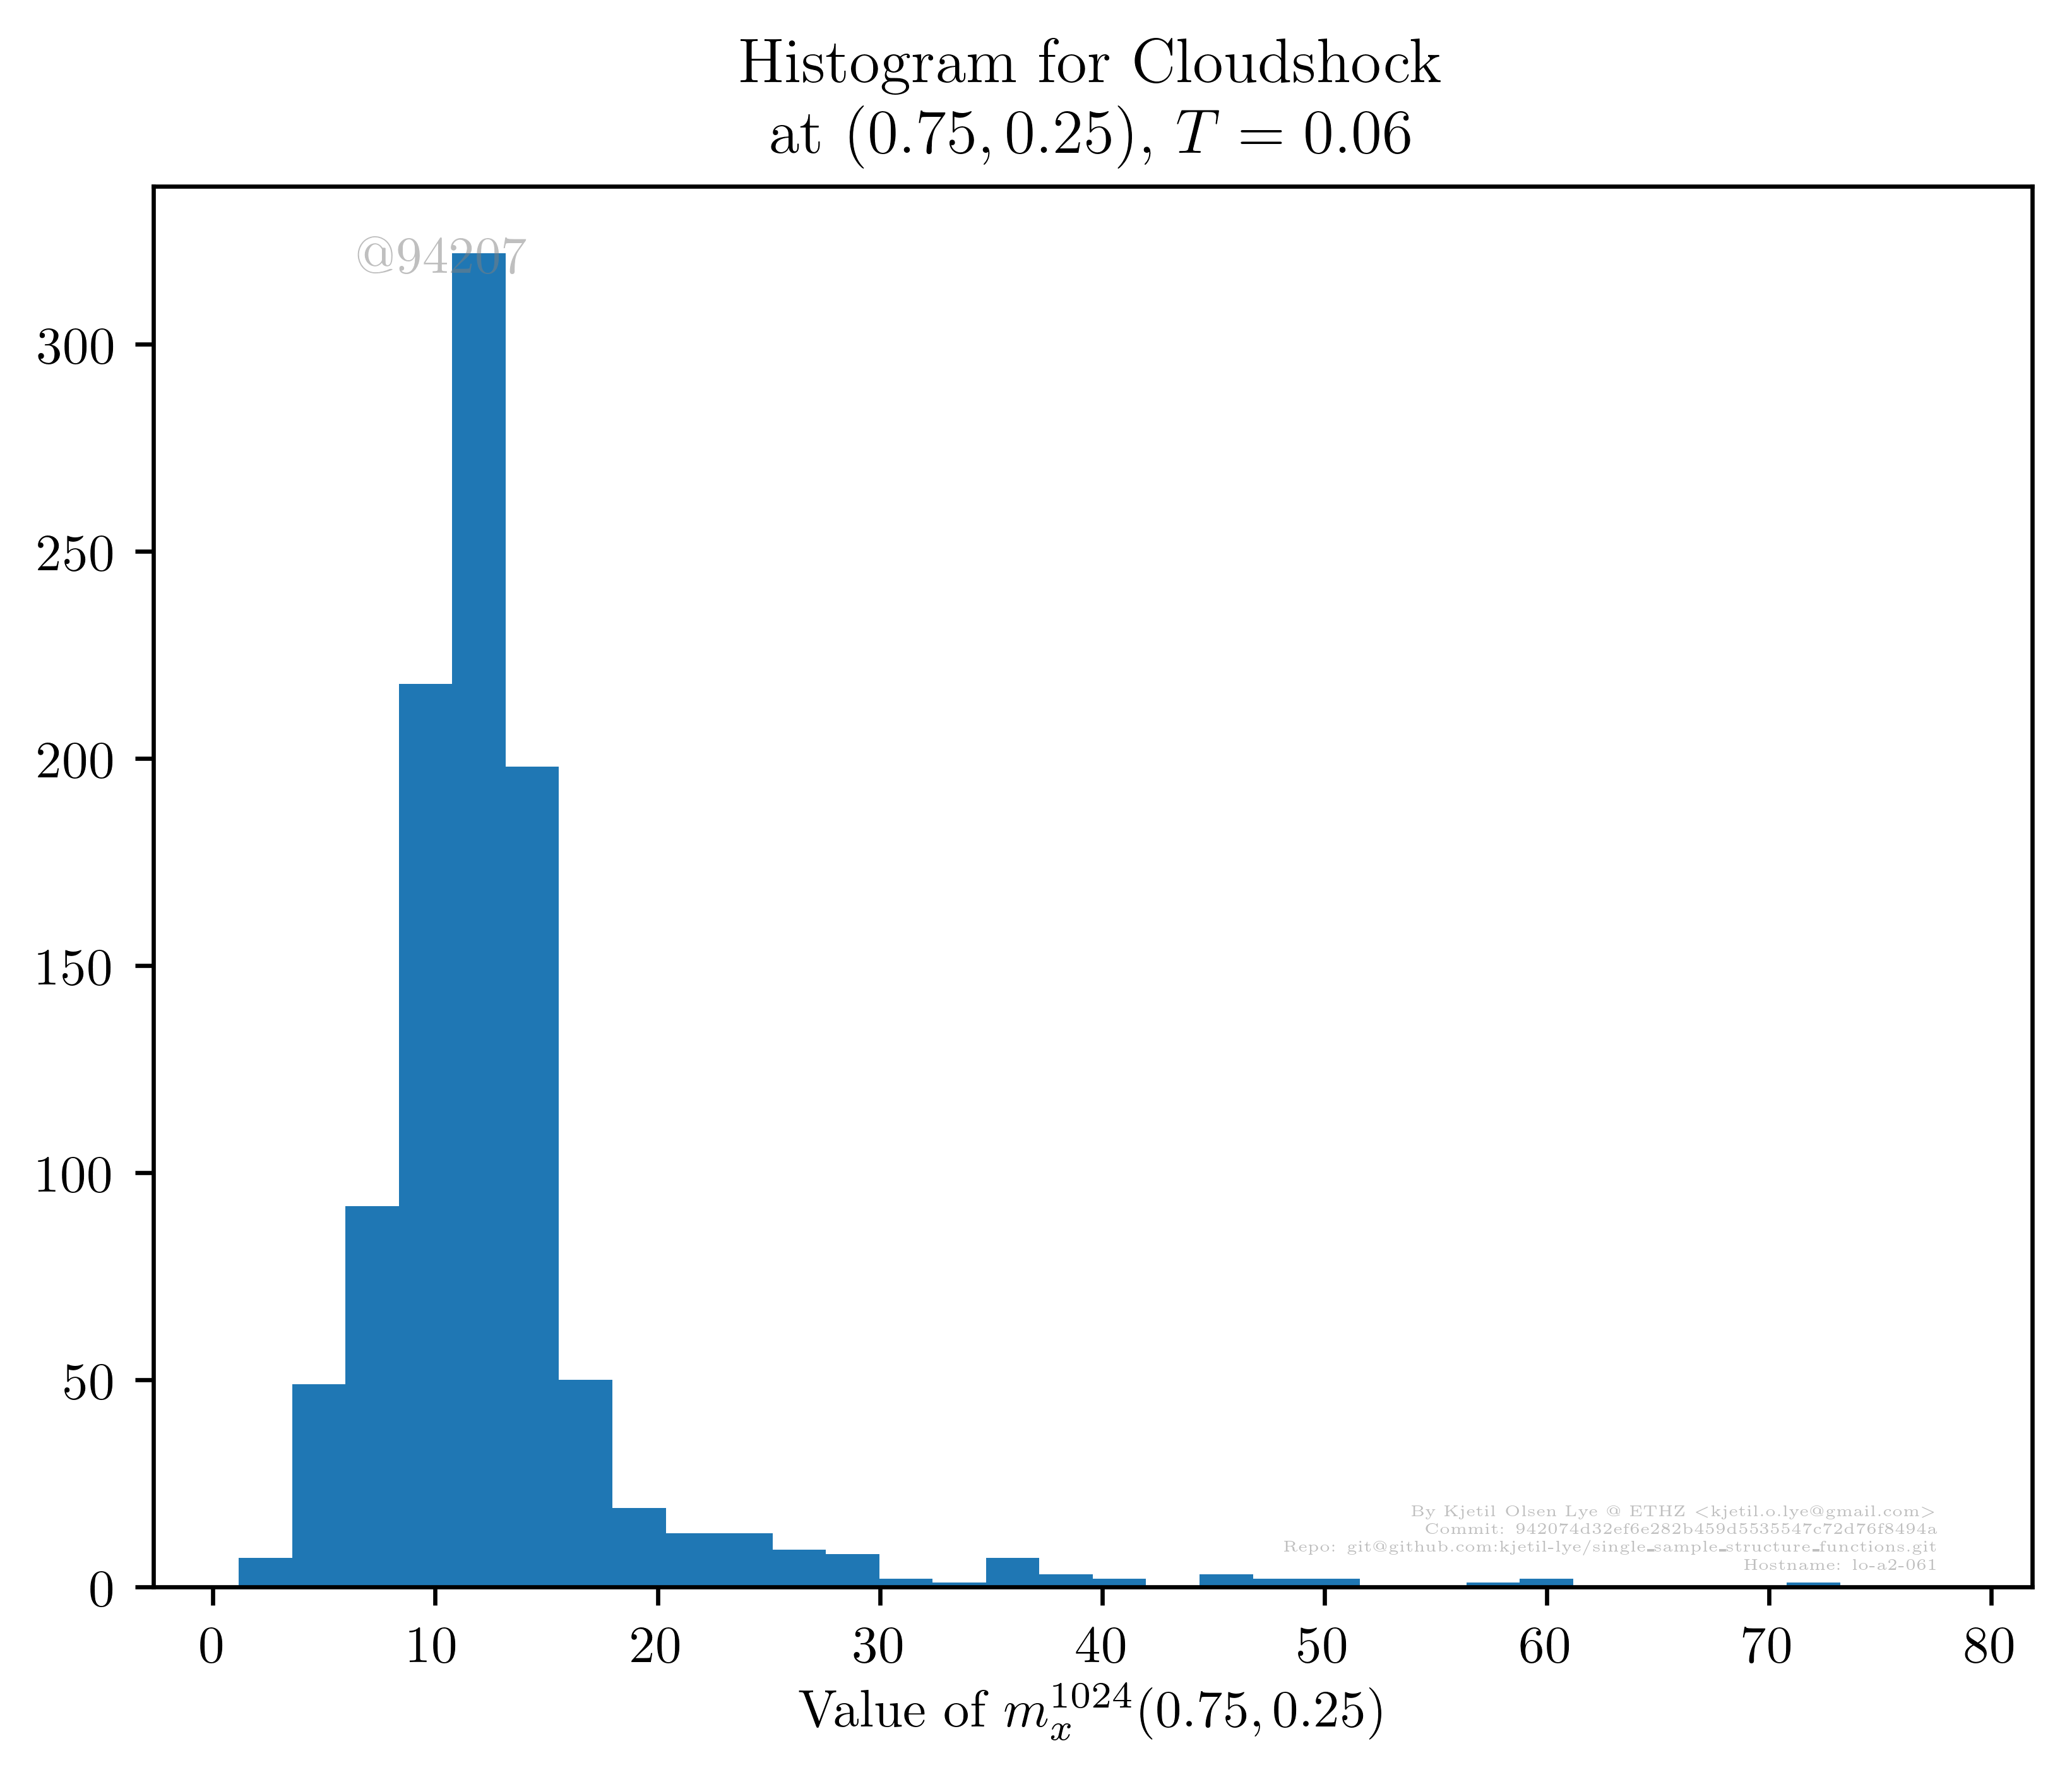 Histogram for Cloudshock
at (0.75, 0.25), T = 0.06
@94207
300
250
200
150
100
50
0
By Kjetil Olsen Lye @ ETHZ <kjetil.o.lye@gmail.com>
Commit: 942074d32ef6e282b459d5535547c72d76f8494a
Repo: git@github.com:kjetil-lye/single_sample_structure_functions.git
Hostname: lo-a2-061
0 10 20 30 40 50 60 70 80
Value of m_x^{1024}(0.75, 0.25)